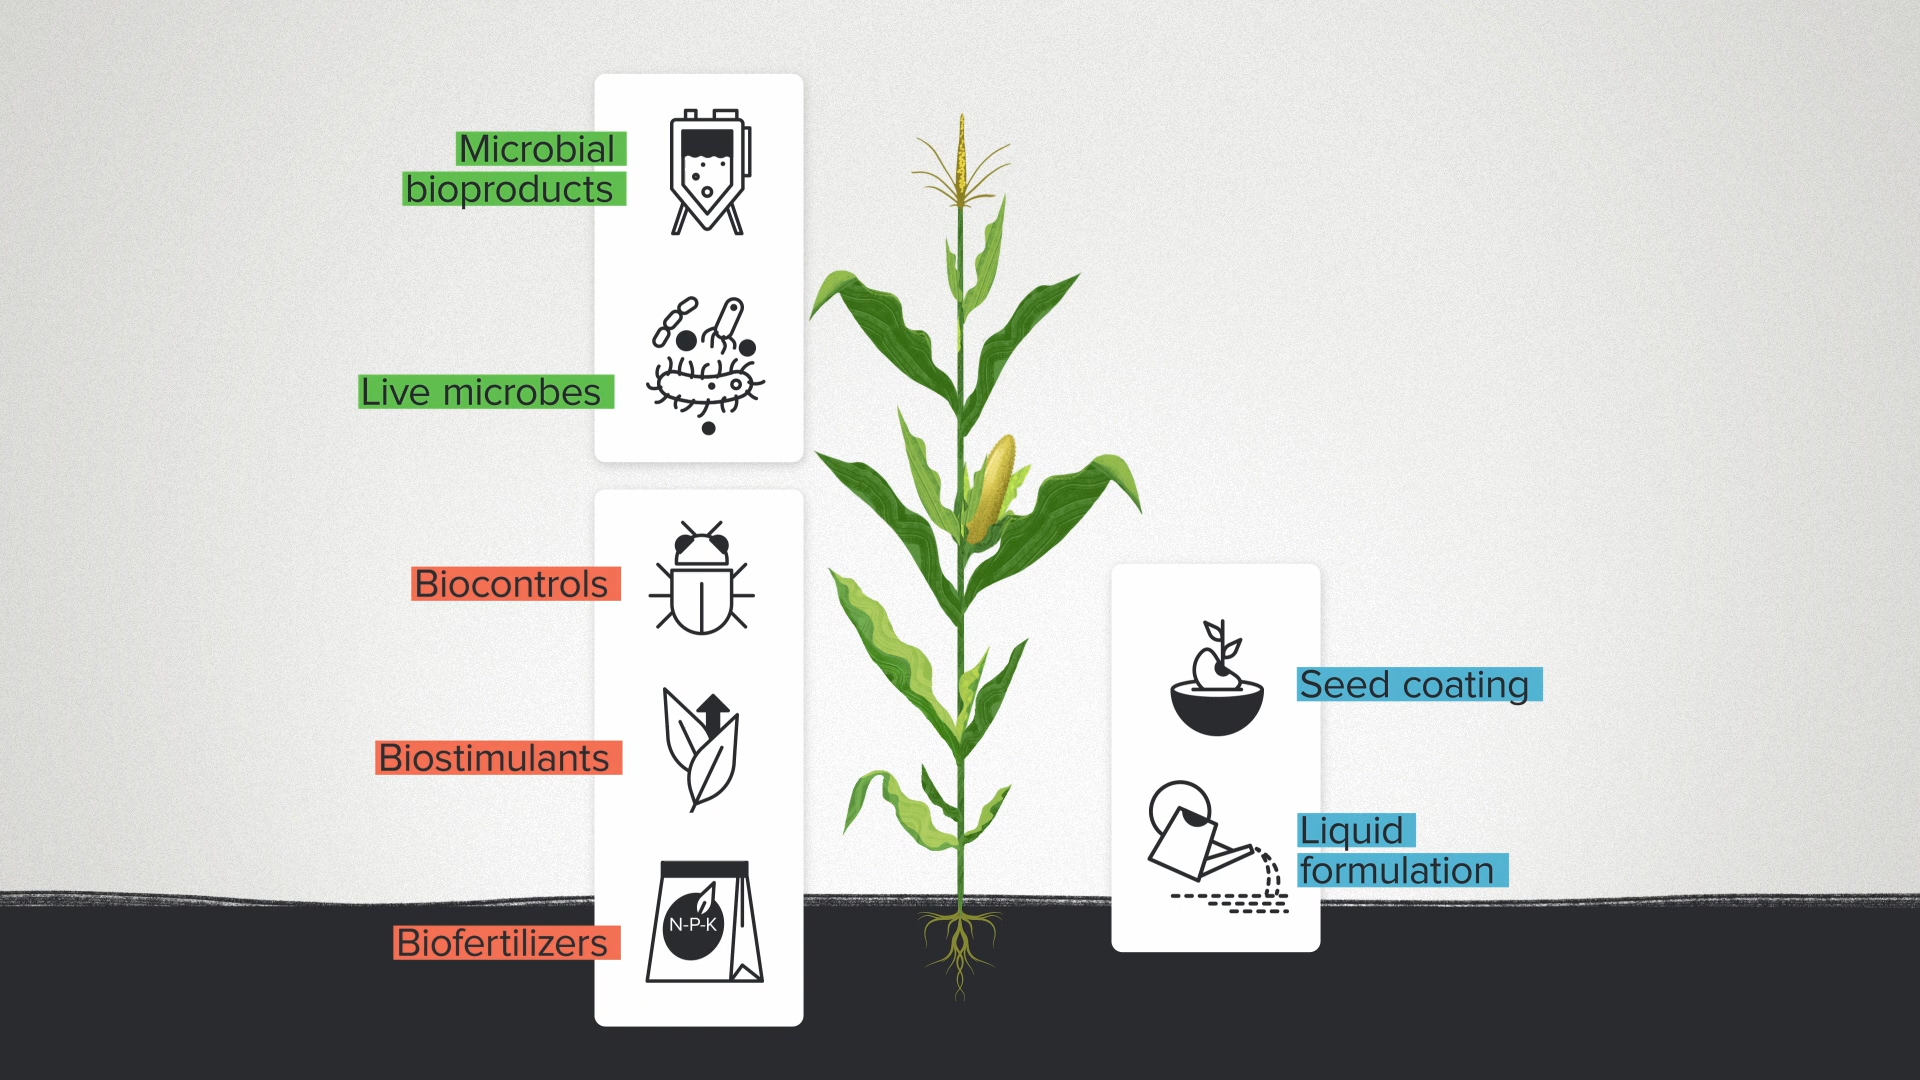 Microbial
bioproducts
Live microbes
Biocontrols
Biostimulants
N-P-K
Biofertilizers
Seed coating
Liquid
formulation